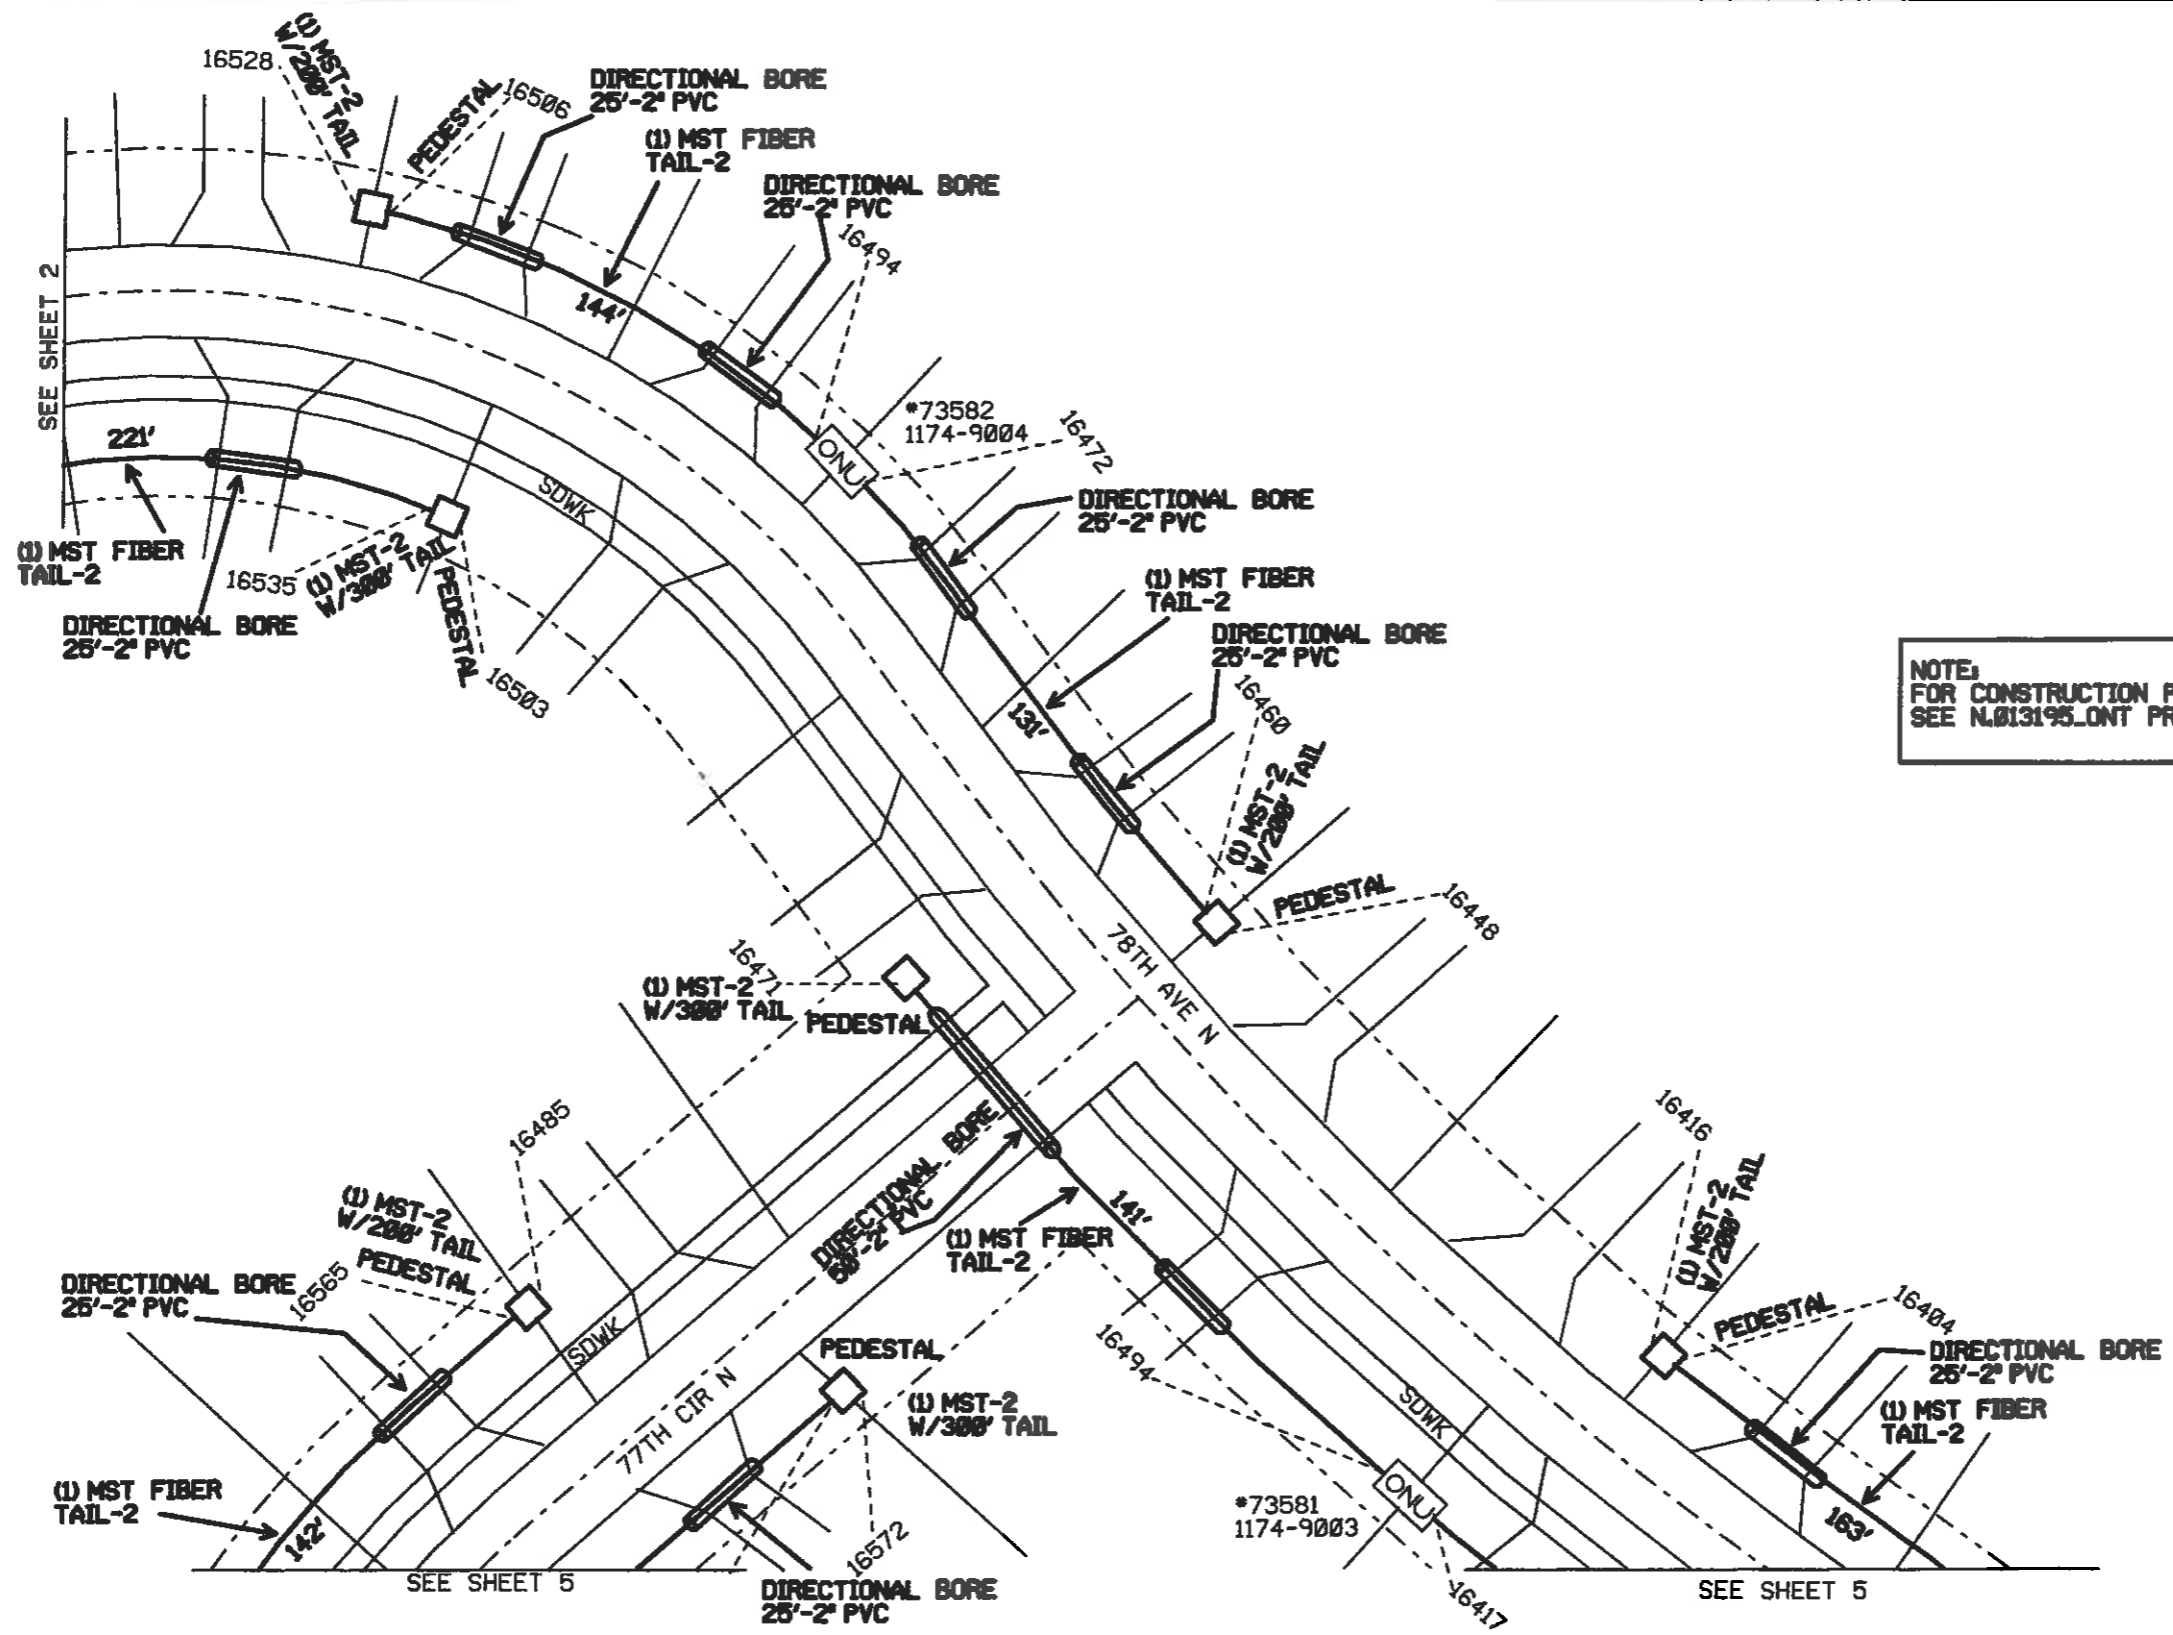 16528
(1) MST-2
W/200' TAIL
PEDESTAL
16506
DIRECTIONAL BORE
25'-2" PVC
(1) MST FIBER
TAIL-2
DIRECTIONAL BORE
25'-2" PVC
16494
144'
SEE SHEET 2
*73582
1174-9004
16472
221'
SDWK
DIRECTIONAL BORE
25'-2" PVC
(1) MST FIBER
TAIL-2
16535
(1) MST-2
W/300' TAIL
PEDESTAL
16503
DIRECTIONAL BORE
25'-2" PVC
ONU
(1) MST FIBER
TAIL-2
DIRECTIONAL BORE
25'-2" PVC
16460
131'
(1) MST-2
W/200' TAIL
PEDESTAL
16448
NOTE:
FOR CONSTRUCTION
SEE N.013195_ONT
78TH AVE N
16471
(1) MST-2
W/300' TAIL
PEDESTAL
16485
DIRECTIONAL BORE
50'-2" PVC
141'
(1) MST FIBER
TAIL-2
16416
(1) MST-2
W/200' TAIL
PEDESTAL
16404
DIRECTIONAL BORE
25'-2" PVC
(1) MST FIBER
TAIL-2
163'
(1) MST-2
W/200' TAIL
PEDESTAL
16565
DIRECTIONAL BORE
25'-2" PVC
SDWK
77TH CIR N
PEDESTAL
(1) MST-2
W/300' TAIL
16494
SDWK
ONU
*73581
1174-9003
(1) MST FIBER
TAIL-2
142'
16572
SEE SHEET 5
DIRECTIONAL BORE
25'-2" PVC
16417
SEE SHEET 5